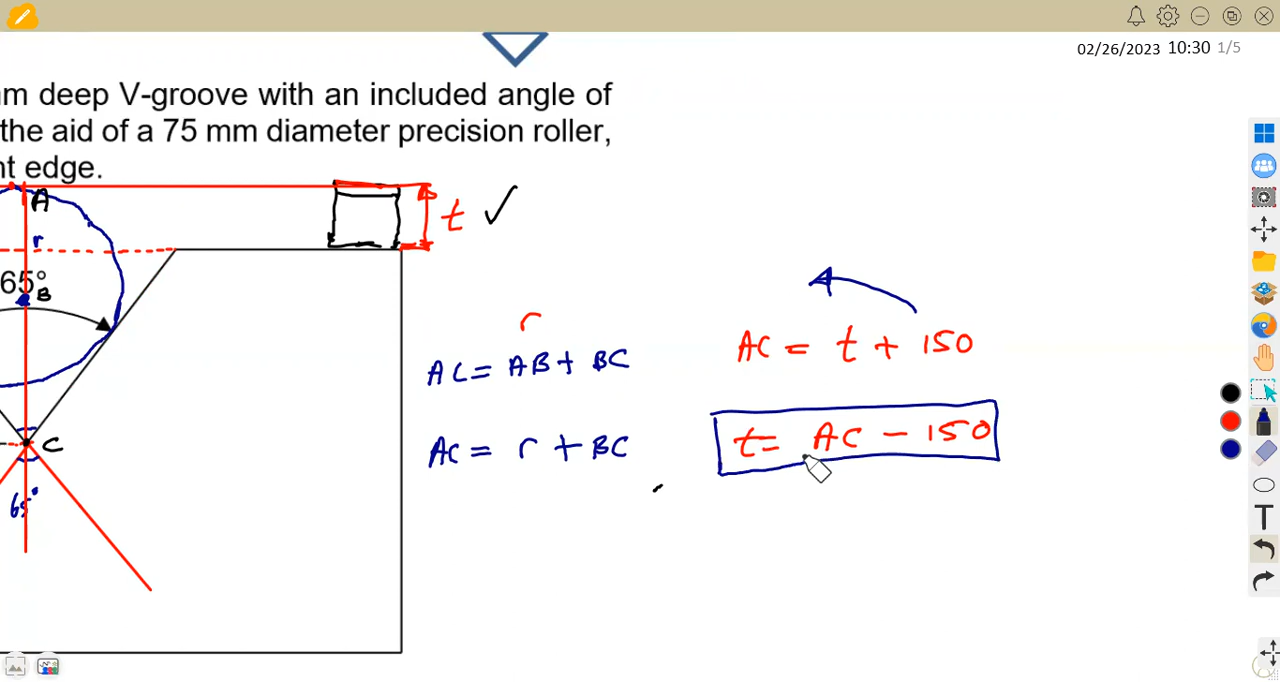 02/26/2023 10:30 1/5
m deep V-groove with an included angle of
the aid of a 75 mm diameter precision roller,
nt edge.
A
r
t ✓
65°
B
r
AC = AB + BC
AC = t + 150
AC = r + BC
t = AC - 150
C
65°